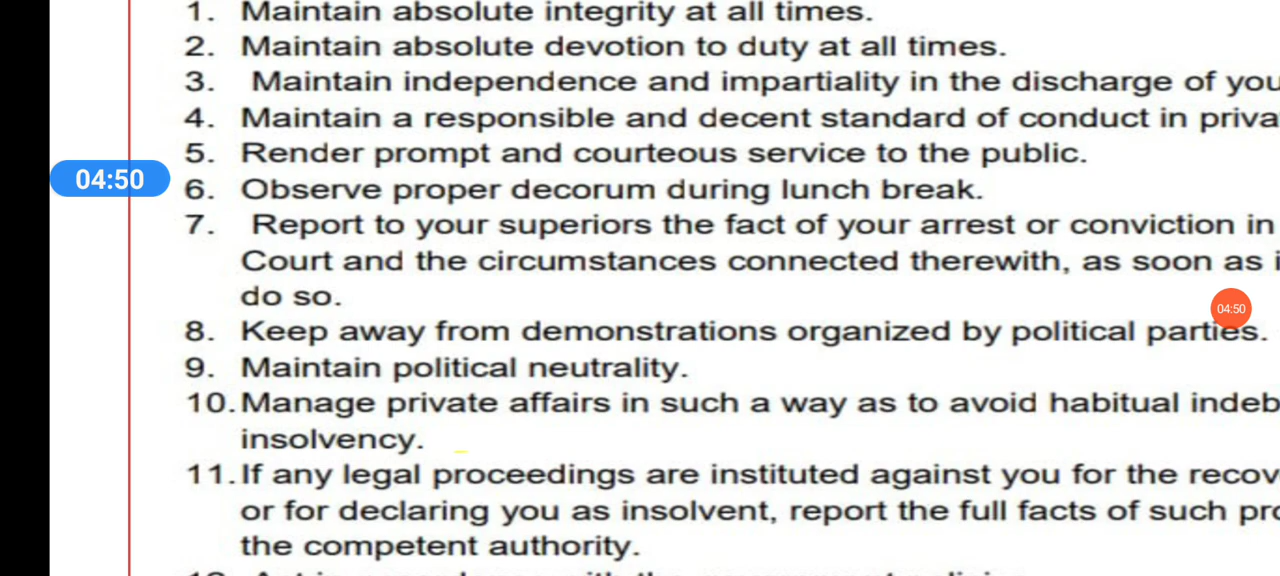 1. Maintain absolute integrity at all times.
2. Maintain absolute devotion to duty at all times.
3. Maintain independence and impartiality in the discharge of you
4. Maintain a responsible and decent standard of conduct in priva
04:50
5. Render prompt and courteous service to the public.
6. Observe proper decorum during lunch break.
7. Report to your superiors the fact of your arrest or conviction in
Court and the circumstances connected therewith, as soon as i
do so.
04:50
8. Keep away from demonstrations organized by political parties.
9. Maintain political neutrality.
10. Manage private affairs in such a way as to avoid habitual indeb
insolvency.
11. If any legal proceedings are instituted against you for the recov
or for declaring you as insolvent, report the full facts of such pro
the competent authority.